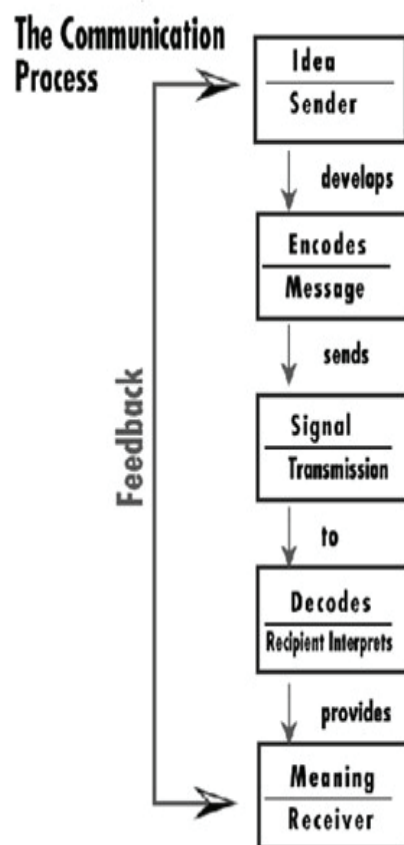 The Communication
Process
Idea
Sender
develops
Encodes
Message
sends
Signal
Transmission
to
Decodes
Recipient Interprets
provides
Meaning
Receiver
Feedback